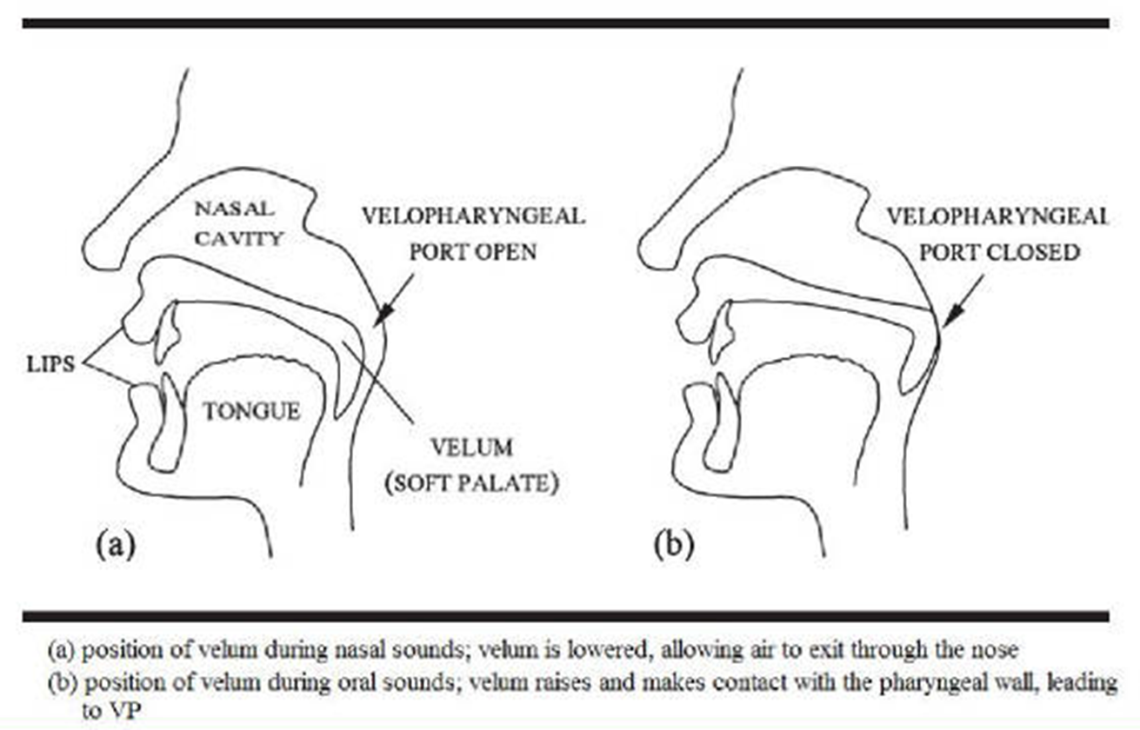 NASAL
CAVITY
VELOPHARYNGEAL
PORT OPEN
LIPS
TONGUE
VELUM
(SOFT PALATE)
(a)
VELOPHARYNGEAL
PORT CLOSED
(b)
(a) position of velum during nasal sounds; velum is lowered, allowing air to exit through the nose
(b) position of velum during oral sounds; velum raises and makes contact with the pharyngeal wall, leading
to VP